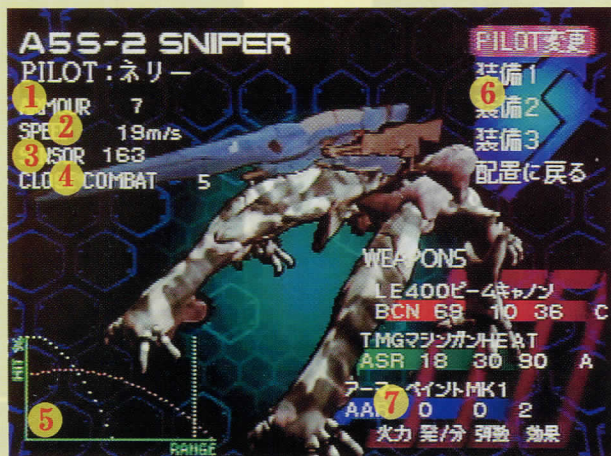 A5S-2 SNIPER
PILOT:ネリー
1
MOUR 7
SPE 2 19m/s
3 NSOR 163
CLO 4 COMBAT 5
PILOT変更
装備1
6
装備2
装備3
配置に戻る
WEAPONS
LE400ビームキャノン
BCN 69 10 36 C
TMGマシンガンHEAT
ASR 18 30 90 A
アーマーペイントMK1
7 0 0 2
火力 発/分 弾数 効果
HIT %
5
RANGE